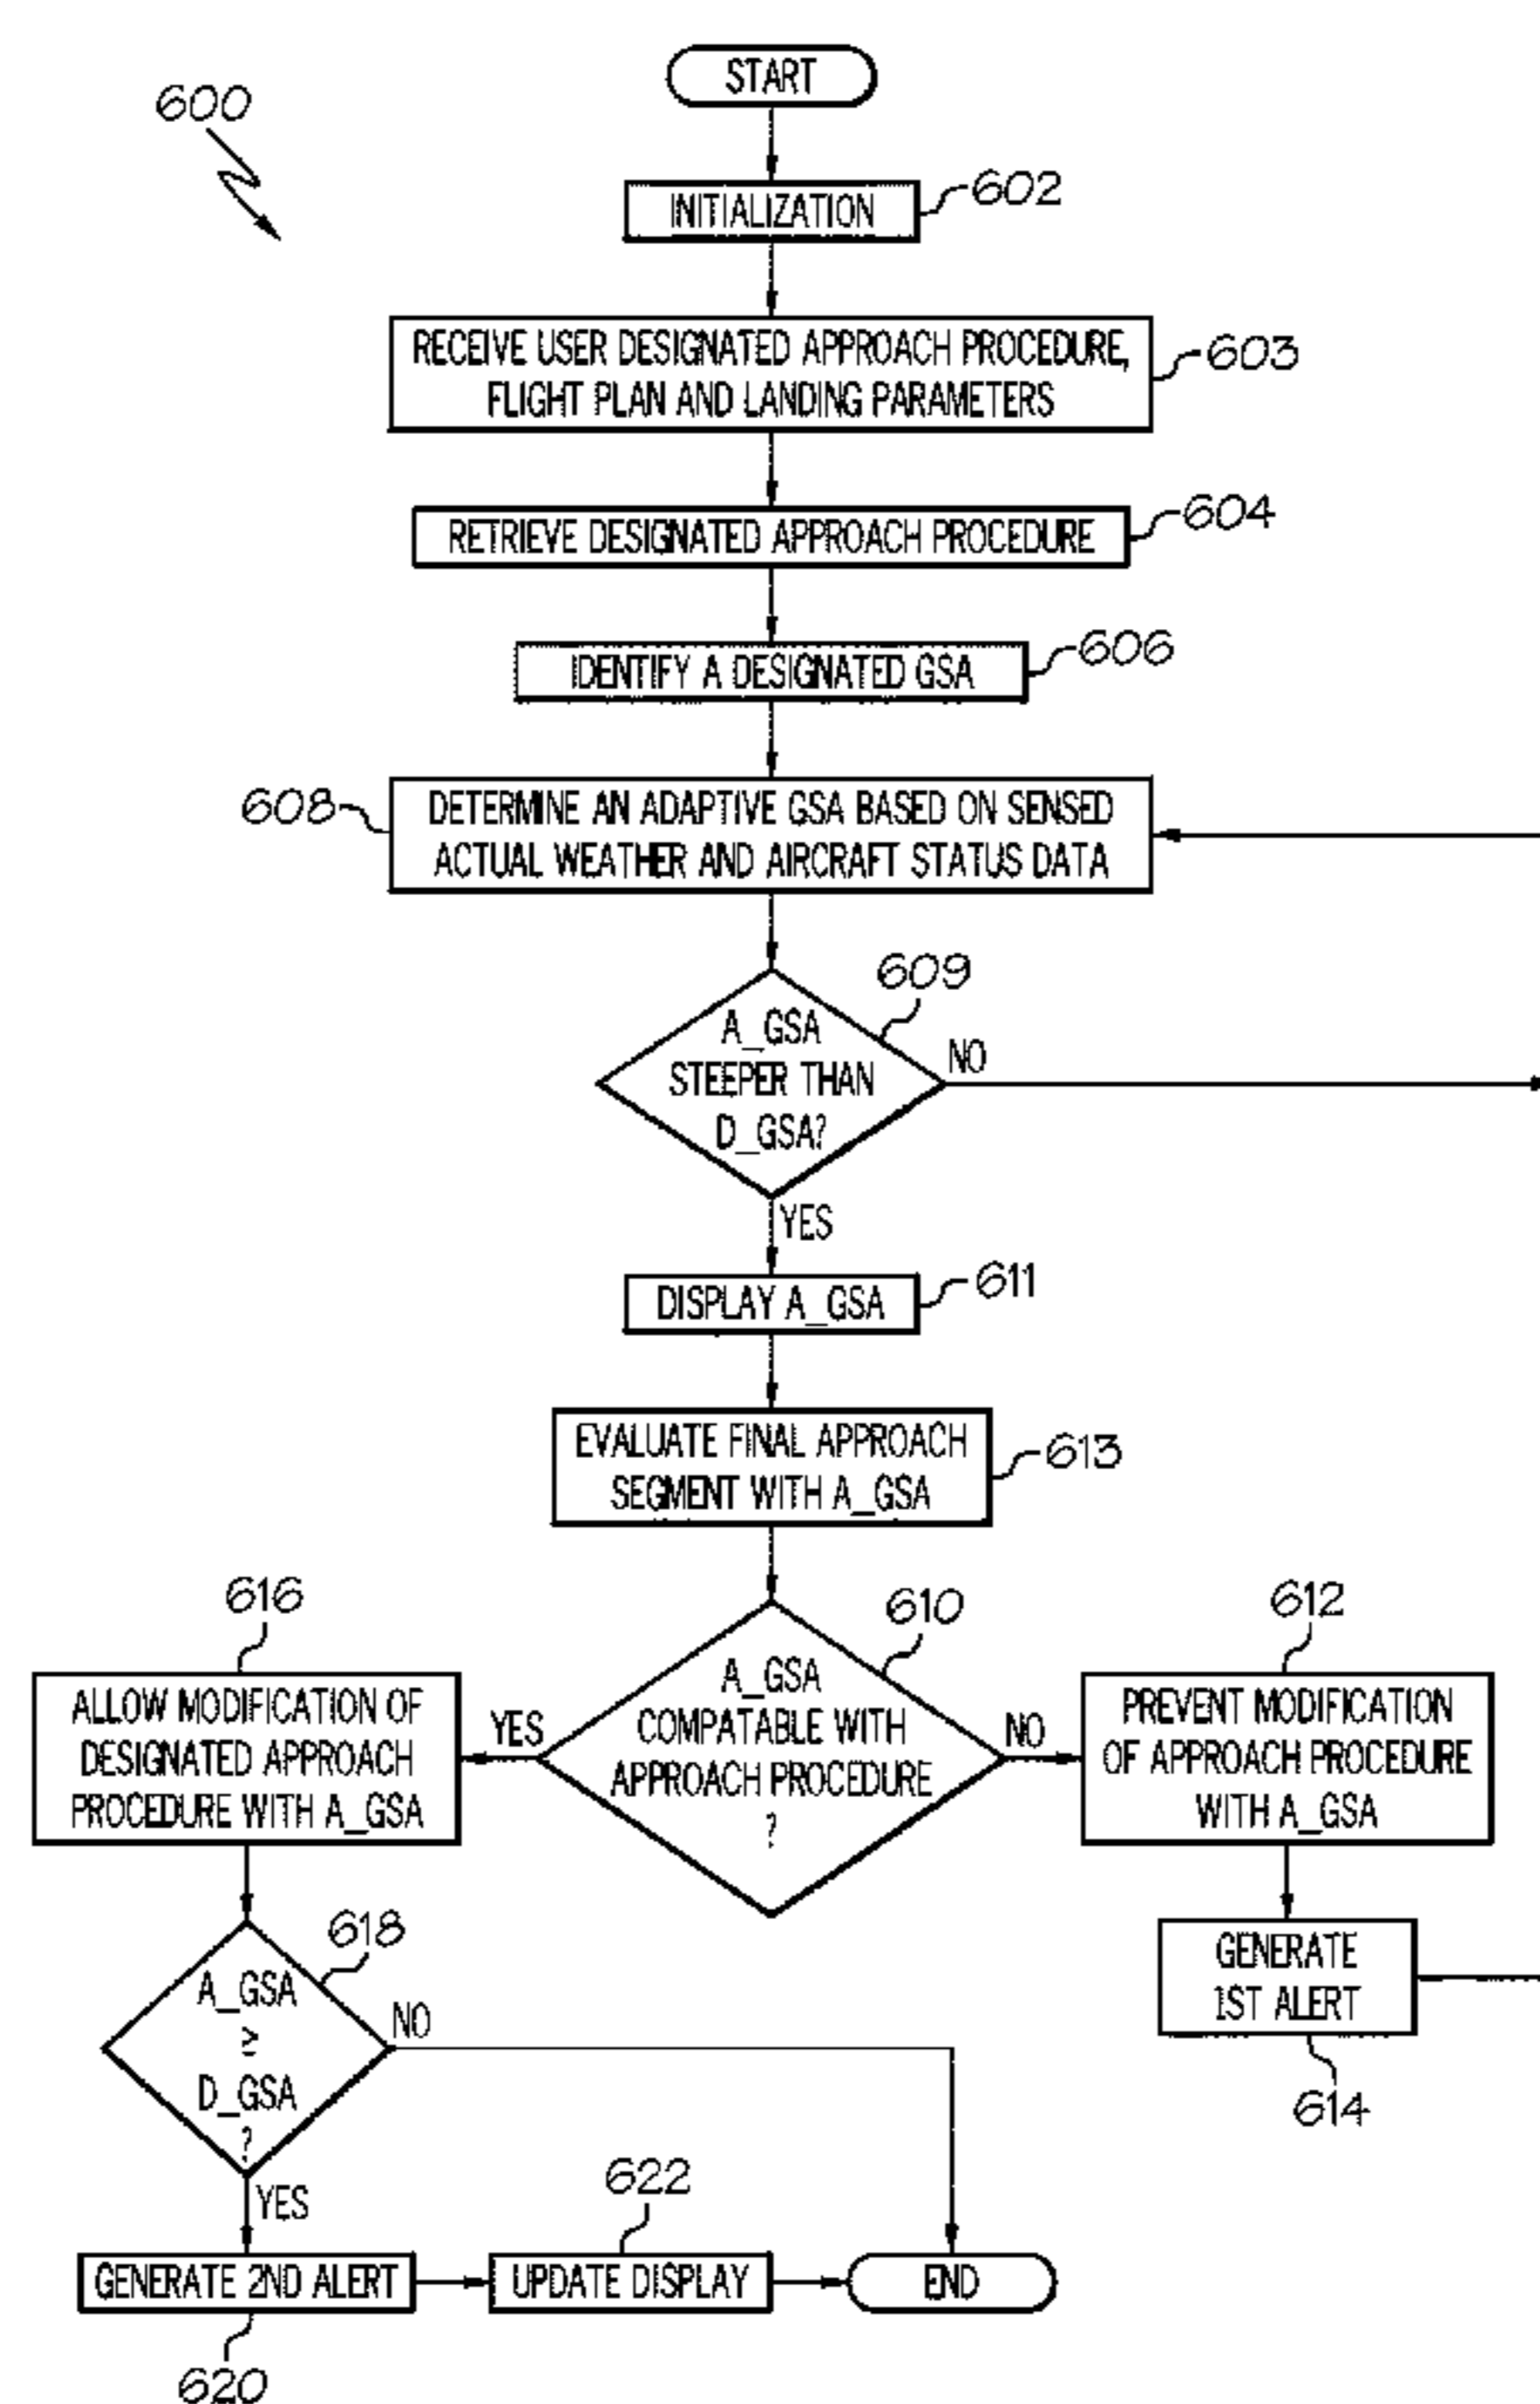 START
600
INITIALIZATION
602
RECEIVE USER DESIGNATED APPROACH PROCEDURE,
FLIGHT PLAN AND LANDING PARAMETERS
603
RETRIEVE DESIGNATED APPROACH PROCEDURE
604
IDENTIFY A DESIGNATED GSA
606
608
DETERMINE AN ADAPTIVE GSA BASED ON SENSED
ACTUAL WEATHER AND AIRCRAFT STATUS DATA
609
A_GSA
STEEPER THAN
D_GSA?
NO
YES
DISPLAY A_GSA
611
EVALUATE FINAL APPROACH
SEGMENT WITH A_GSA
613
610
A_GSA
COMPATABLE WITH
APPROACH PROCEDURE
?
YES
NO
616
ALLOW MODIFICATION OF
DESIGNATED APPROACH
PROCEDURE WITH A_GSA
612
PREVENT MODIFICATION
OF APPROACH PROCEDURE
WITH A_GSA
GENERATE
1ST ALERT
614
618
A_GSA
≥
D_GSA
?
NO
YES
GENERATE 2ND ALERT
620
622
UPDATE DISPLAY
END